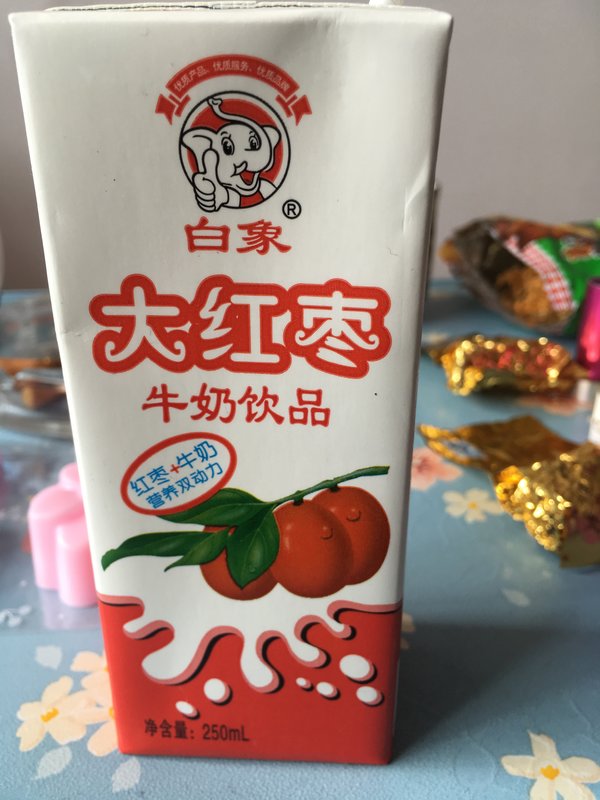 优质产品、优质服务、优质品牌
®
白象
大红枣
牛奶饮品
红枣+牛奶
营养双动力
净含量：250mL